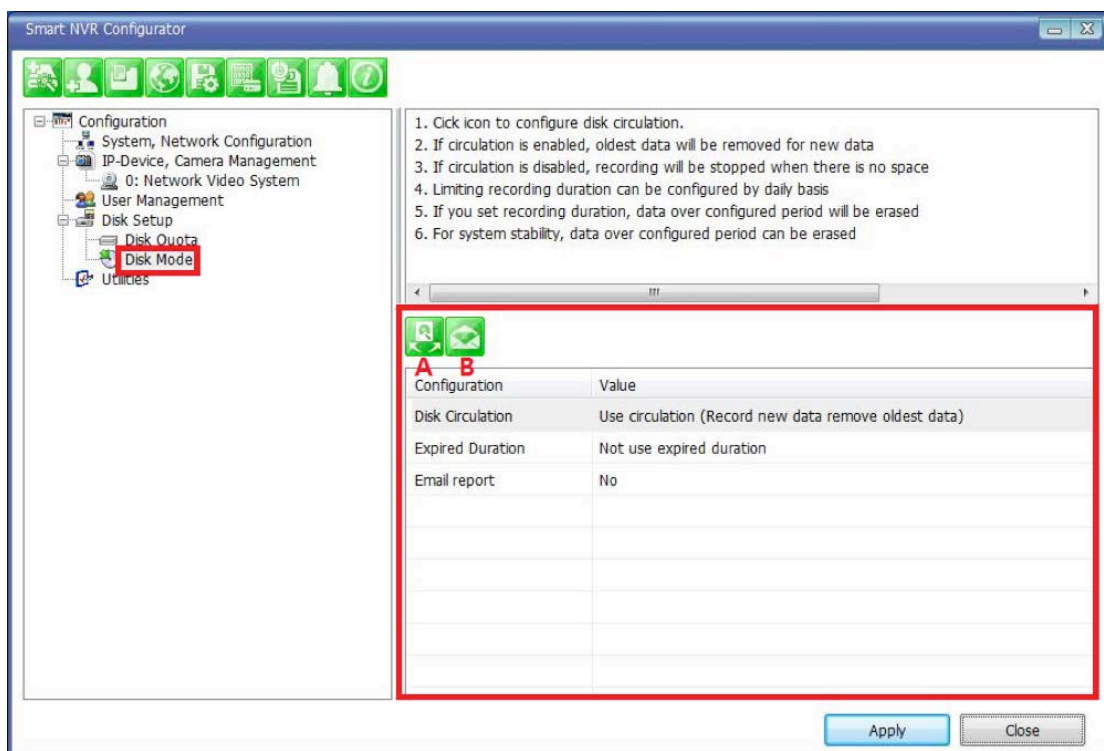 Smart NVR Configurator
Configuration
System, Network Configuration
IP-Device, Camera Management
0: Network Video System
User Management
Disk Setup
Disk Quota
Disk Mode
Utilities
1. Cick icon to configure disk circulation.
2. If circulation is enabled, oldest data will be removed for new data
3. If circulation is disabled, recording will be stopped when there is no space
4. Limiting recording duration can be configured by daily basis
5. If you set recording duration, data over configured period will be erased
6. For system stability, data over configured period can be erased
A B
Configuration Value
Disk Circulation Use circulation (Record new data remove oldest data)
Expired Duration Not use expired duration
Email report No
Apply Close